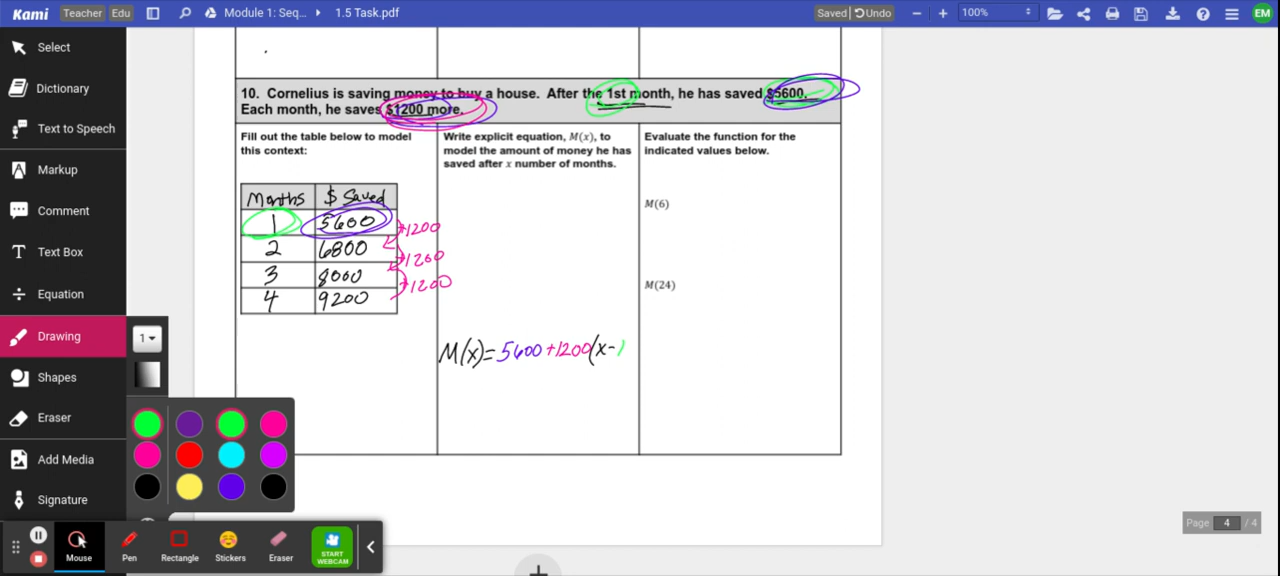 Kami Teacher Edu Module 1: Seq... 1.5 Task.pdf Saved Undo 100% EM
Select
Dictionary
Text to Speech
Markup
Comment
Text Box
Equation
Drawing
1
Shapes
Eraser
Add Media
Signature
10. Cornelius is saving money to buy a house. After the 1st month, he has saved $5600.
Each month, he saves $1200 more.
Fill out the table below to model
this context:
Months $ Saved
1 5600
+1200
2 6800
+1200
3 8000
+1200
4 9200
Write explicit equation, M(x), to
model the amount of money he has
saved after x number of months.
M(x)=5600+1200(x-1
Evaluate the function for the
indicated values below.
M(6)
M(24)
Page 4 / 4
Mouse
Pen
Rectangle
Stickers
Eraser
START
WEBCAM